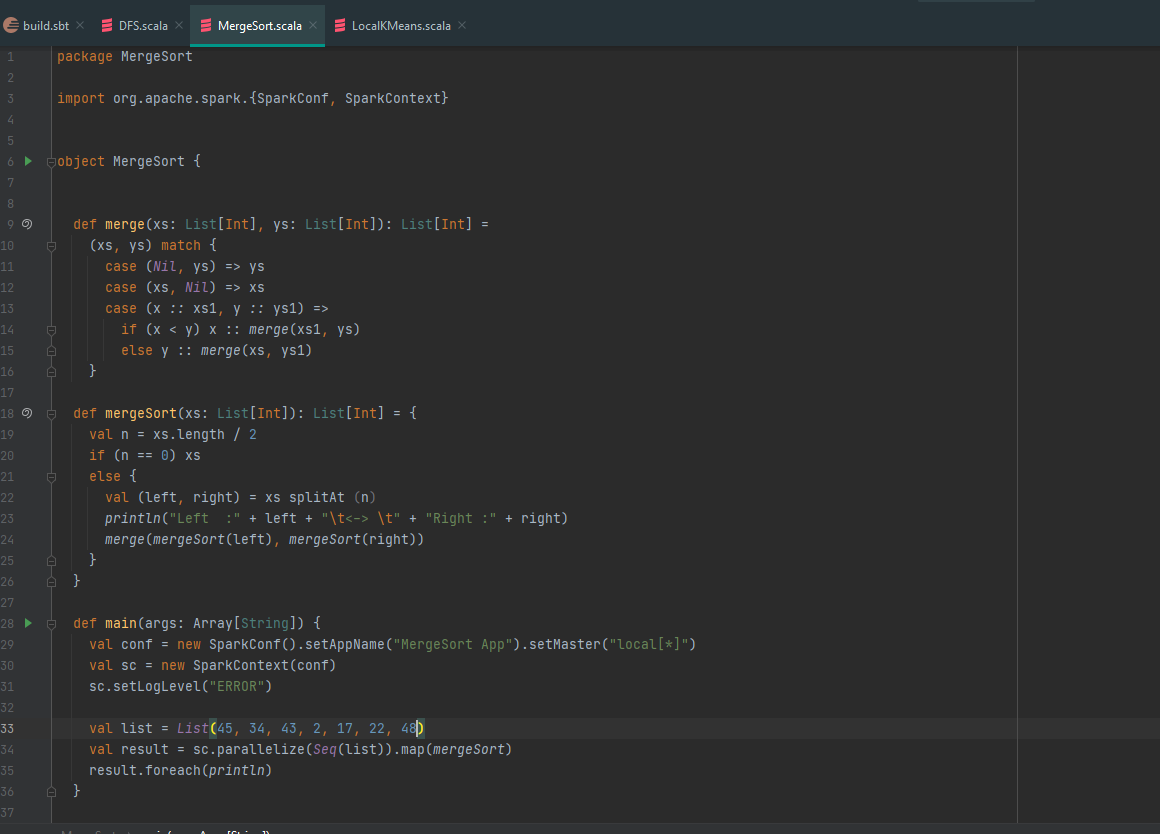 build.sbt × DFS.scala × MergeSort.scala × LocalKMeans.scala ×
1 package MergeSort
2
3 import org.apache.spark.{SparkConf, SparkContext}
4
5
6 object MergeSort {
7
8
9 def merge(xs: List[Int], ys: List[Int]): List[Int] =
10 (xs, ys) match {
11 case (Nil, ys) => ys
12 case (xs, Nil) => xs
13 case (x :: xs1, y :: ys1) =>
14 if (x < y) x :: merge(xs1, ys)
15 else y :: merge(xs, ys1)
16 }
17
18 def mergeSort(xs: List[Int]): List[Int] = {
19 val n = xs.length / 2
20 if (n == 0) xs
21 else {
22 val (left, right) = xs splitAt (n)
23 println("Left  :" + left + "\t<-> \t" + "Right :" + right)
24 merge(mergeSort(left), mergeSort(right))
25 }
26 }
27
28 def main(args: Array[String]) {
29 val conf = new SparkConf().setAppName("MergeSort App").setMaster("local[*]")
30 val sc = new SparkContext(conf)
31 sc.setLogLevel("ERROR")
32
33 val list = List(45, 34, 43, 2, 17, 22, 48)
34 val result = sc.parallelize(Seq(list)).map(mergeSort)
35 result.foreach(println)
36 }
37